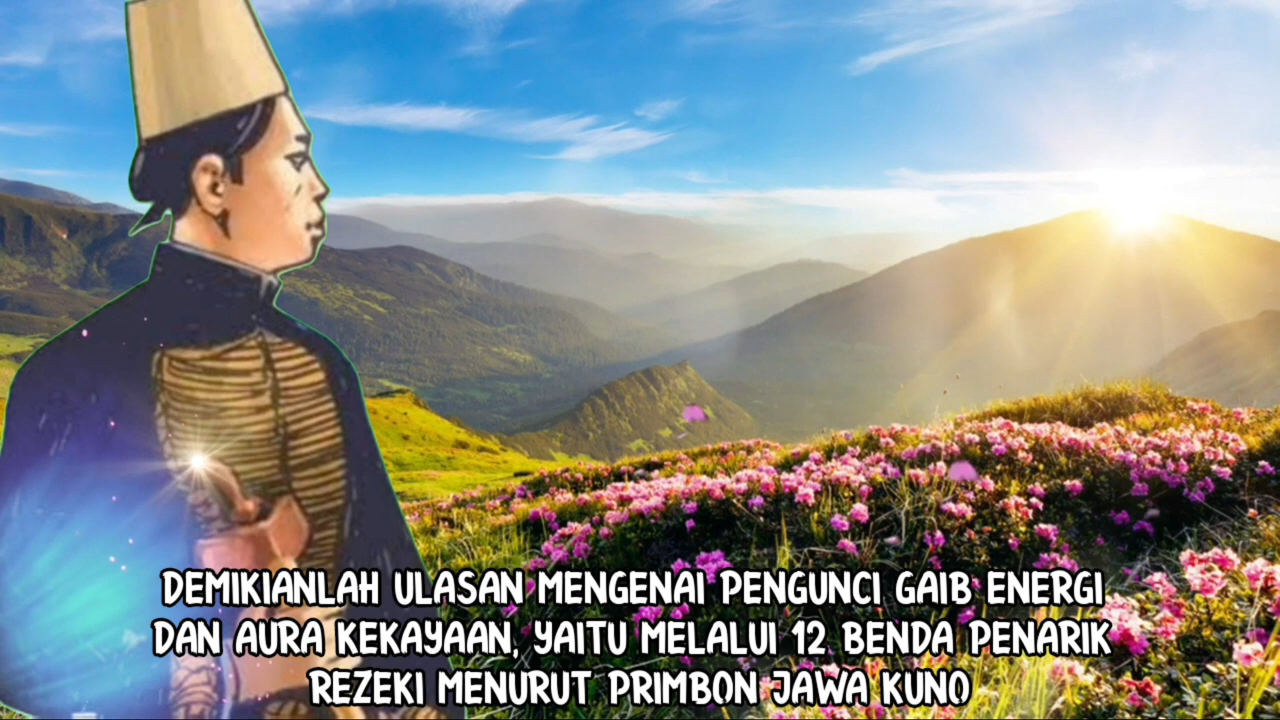 DEMIKIANLAH ULASAN MENGENAI PENGUNCI GAIB ENERGI
DAN AURA KEKAYAAN, YAITU MELALUI 12 BENDA PENARIK
REZEKI MENURUT PRIMBON JAWA KUNO